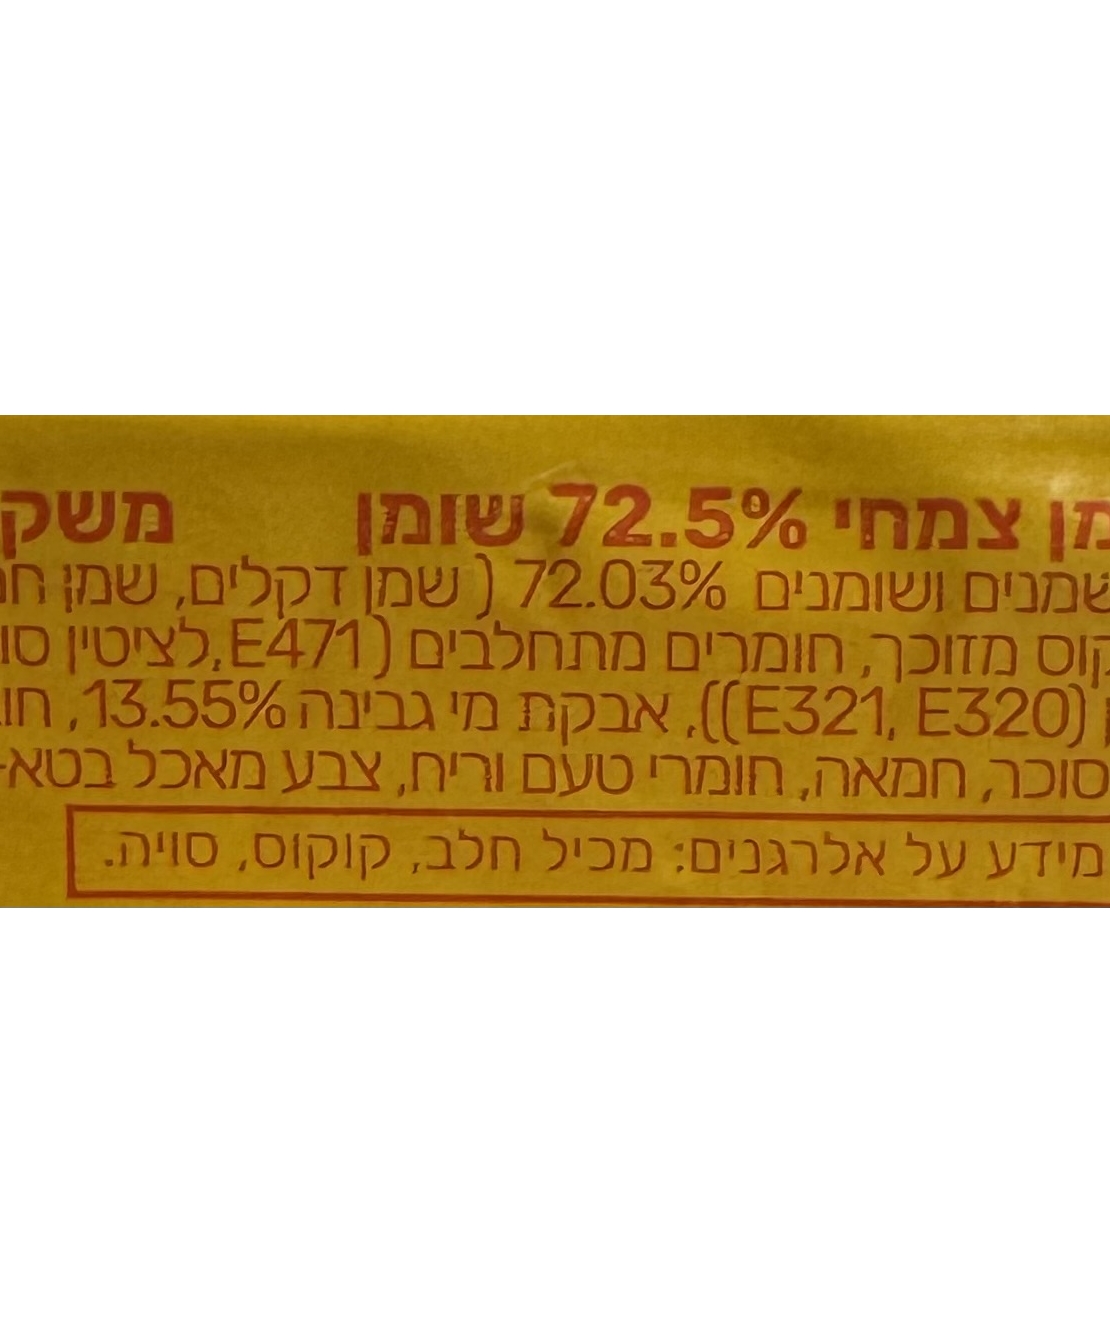 צמחי 72.5% שומן
שמנים ושומנים 72.03% ( שמן דקלים, שמן
מזוכך, חומרים מתחלבים (E471,לציטין
(E321, E320)), אבקת מי גבינה 13.55%,
סוכר, חמאה, חומרי טעם וריח, צבע מאכל בטא-
מידע על אלרגנים: מכיל חלב, קוקוס, סויה.